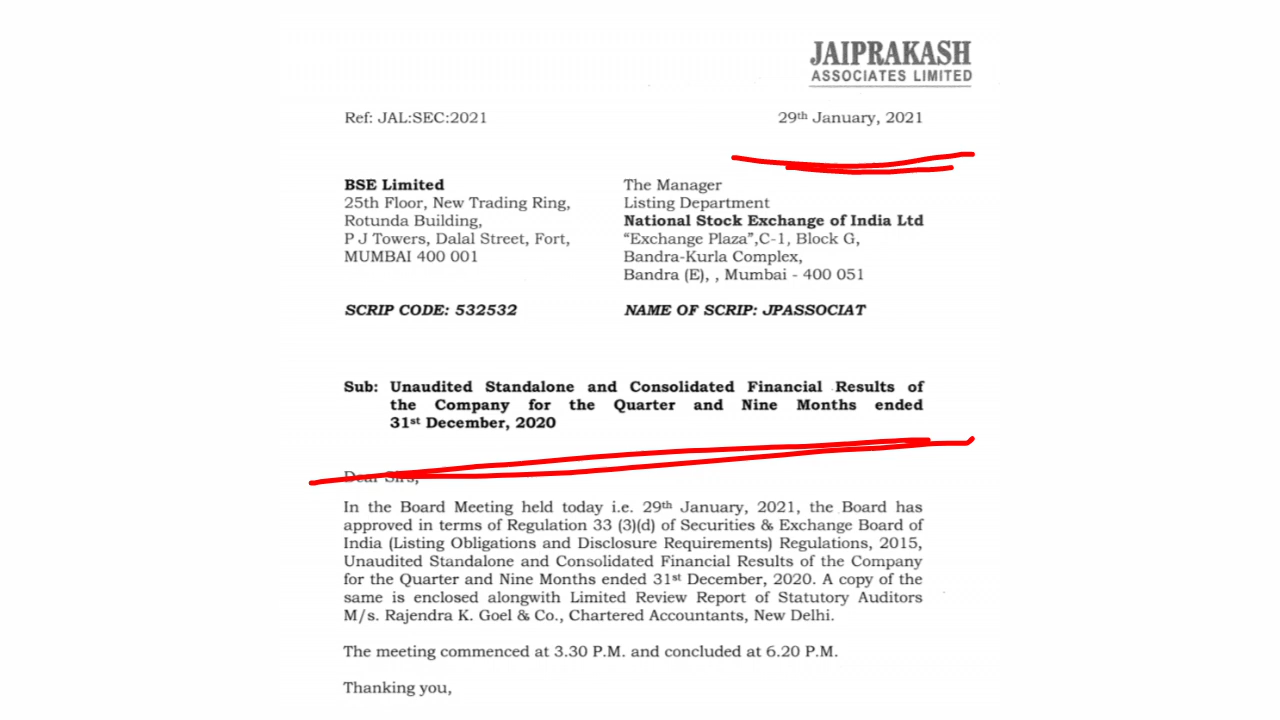 JAIPRAKASH
ASSOCIATES LIMITED
Ref: JAL:SEC:2021
29th January, 2021
BSE Limited
25th Floor, New Trading Ring,
Rotunda Building,
P J Towers, Dalal Street, Fort,
MUMBAI 400 001
The Manager
Listing Department
National Stock Exchange of India Ltd
“Exchange Plaza”,C-1, Block G,
Bandra-Kurla Complex,
Bandra (E), , Mumbai - 400 051
SCRIP CODE: 532532
NAME OF SCRIP: JPASSOCIAT
Sub: Unaudited Standalone and Consolidated Financial Results of
the Company for the Quarter and Nine Months ended
31st December, 2020
Dear Sirs,
In the Board Meeting held today i.e. 29th January, 2021, the Board has
approved in terms of Regulation 33 (3)(d) of Securities & Exchange Board of
India (Listing Obligations and Disclosure Requirements) Regulations, 2015,
Unaudited Standalone and Consolidated Financial Results of the Company
for the Quarter and Nine Months ended 31st December, 2020. A copy of the
same is enclosed alongwith Limited Review Report of Statutory Auditors
M/s. Rajendra K. Goel & Co., Chartered Accountants, New Delhi.
The meeting commenced at 3.30 P.M. and concluded at 6.20 P.M.
Thanking you,